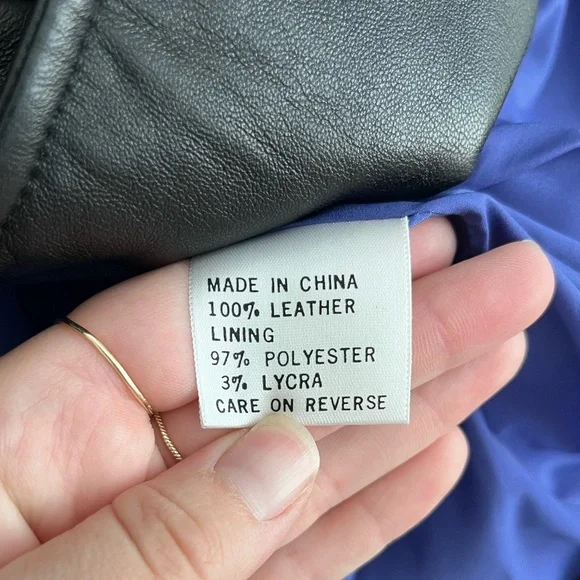 MADE IN CHINA
100% LEATHER
LINING
97% POLYESTER
3% LYCRA
CARE ON REVERSE